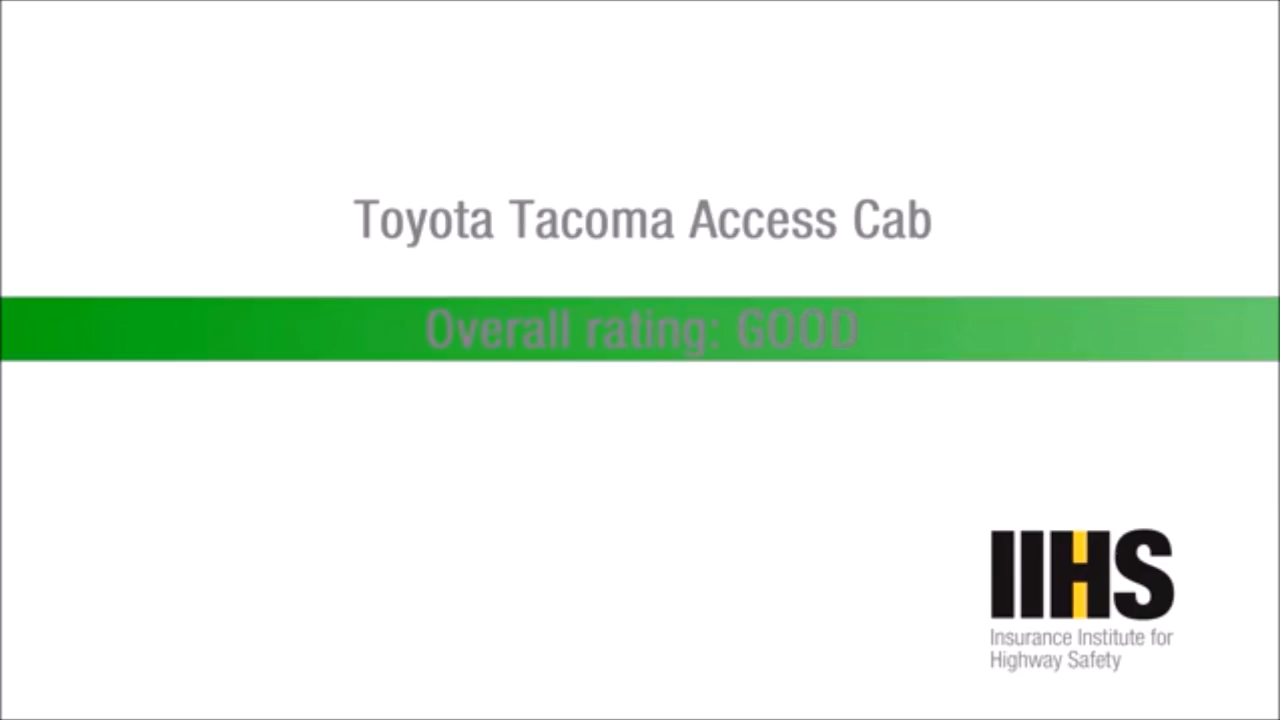 Toyota Tacoma Access Cab
Overall rating: GOOD
IIHS
Insurance Institute for
Highway Safety